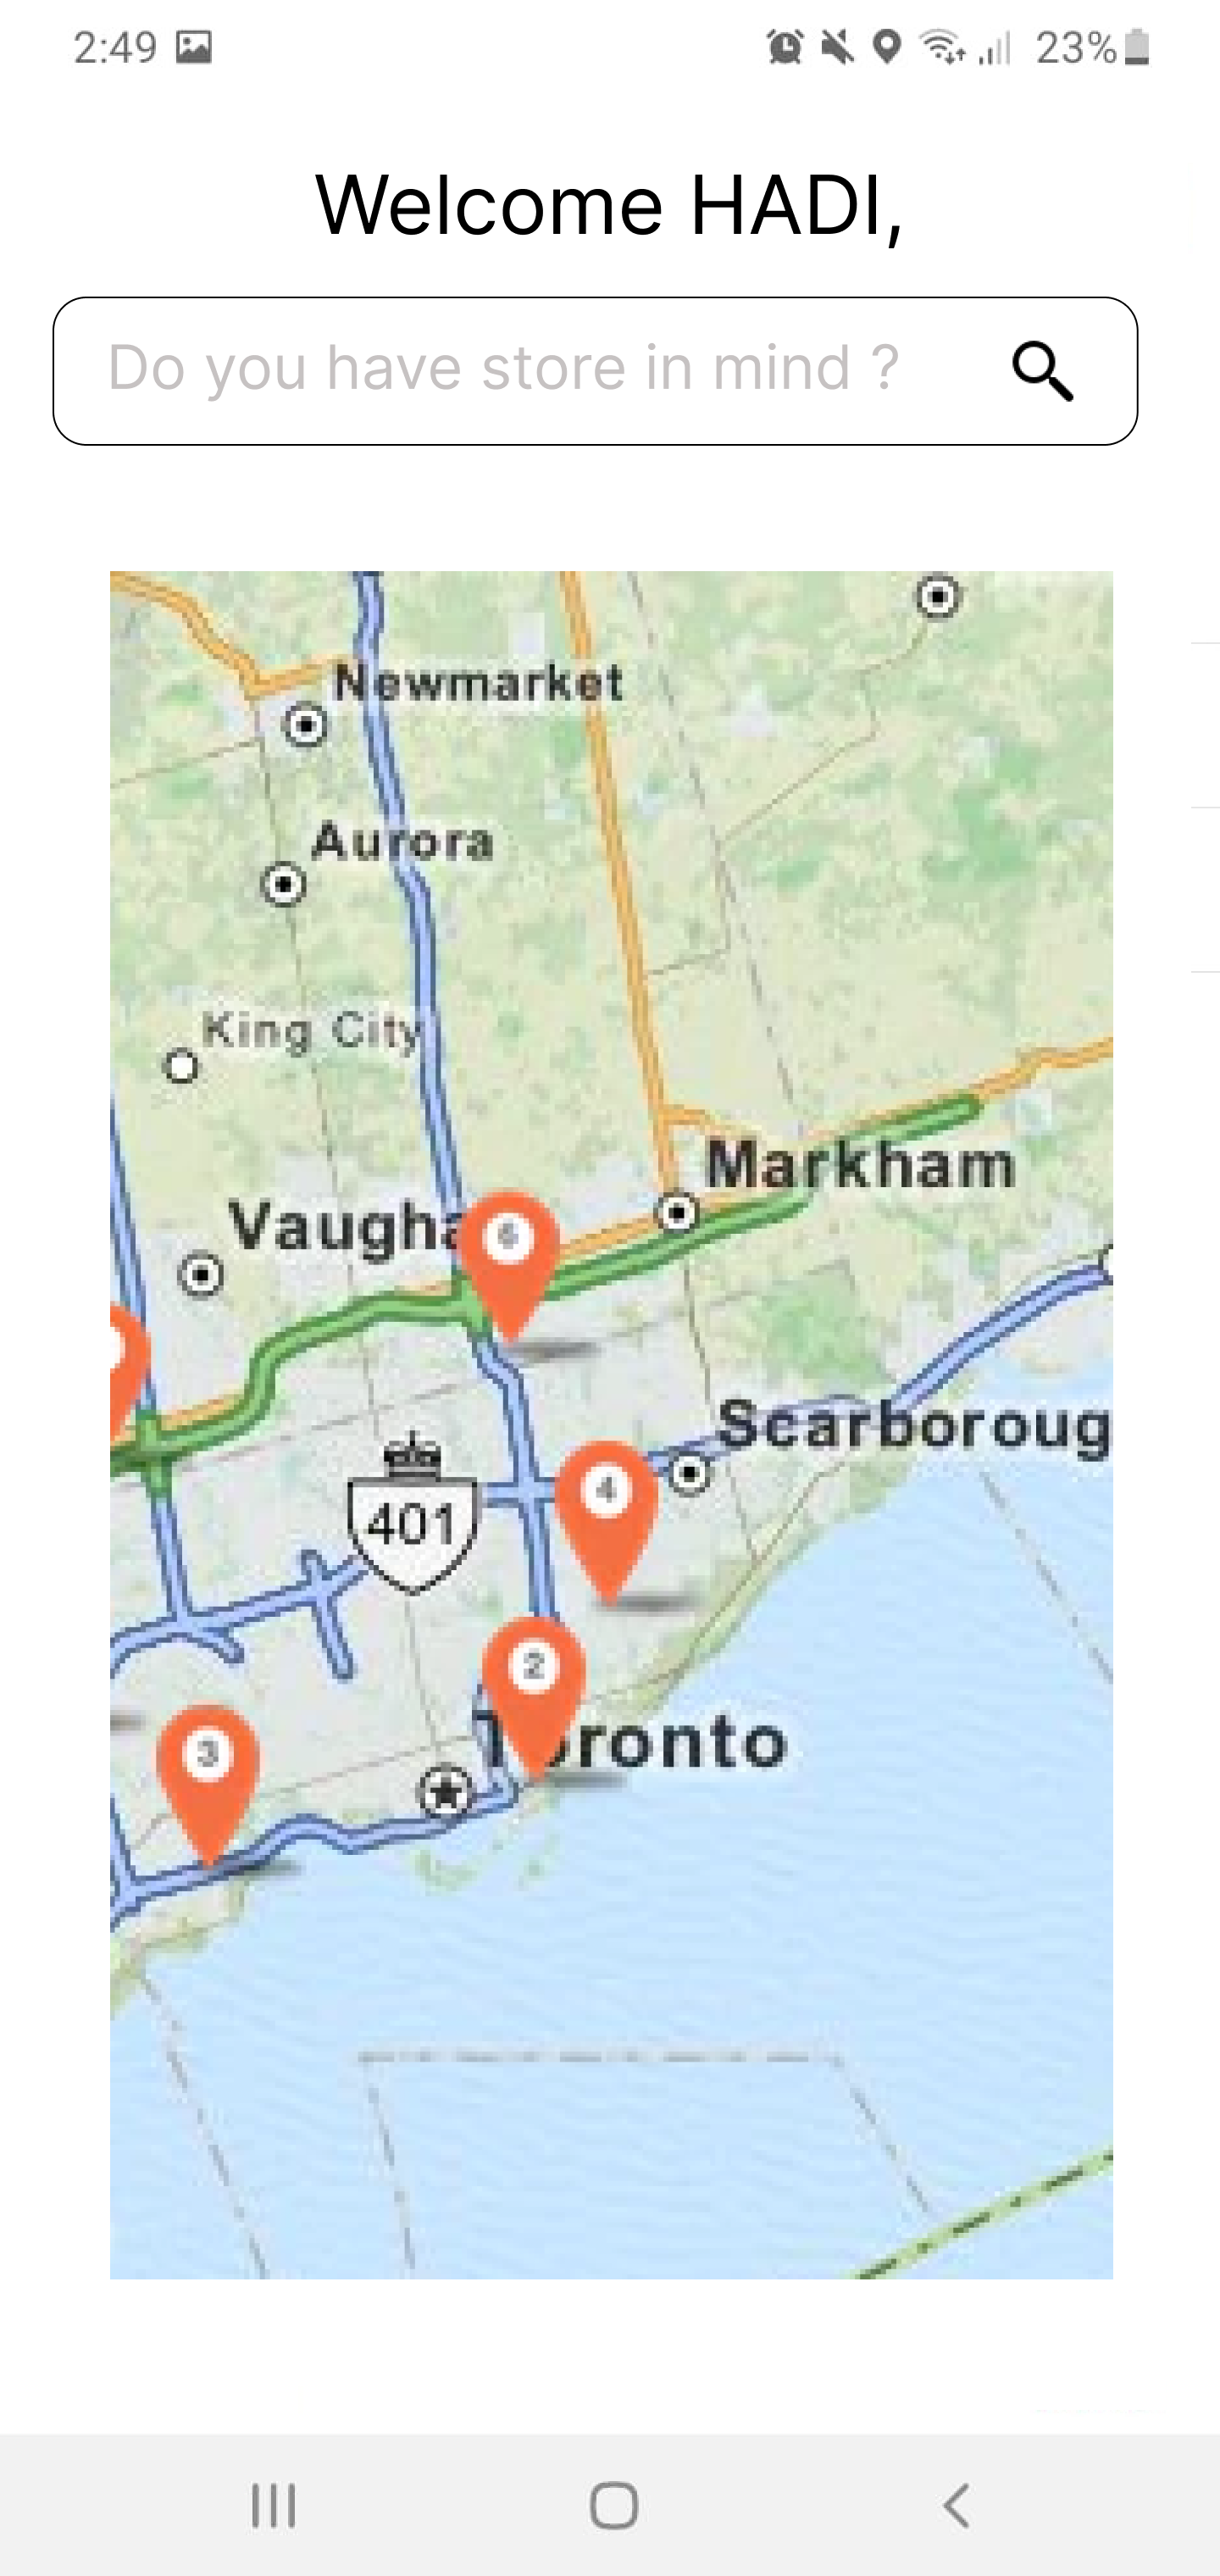 2:49 23%
Welcome HADI,
Do you have store in mind ?
Newmarket
Aurora
King City
Markham
Vaugha
6
Scarboroug
4
401
2
3
Toronto